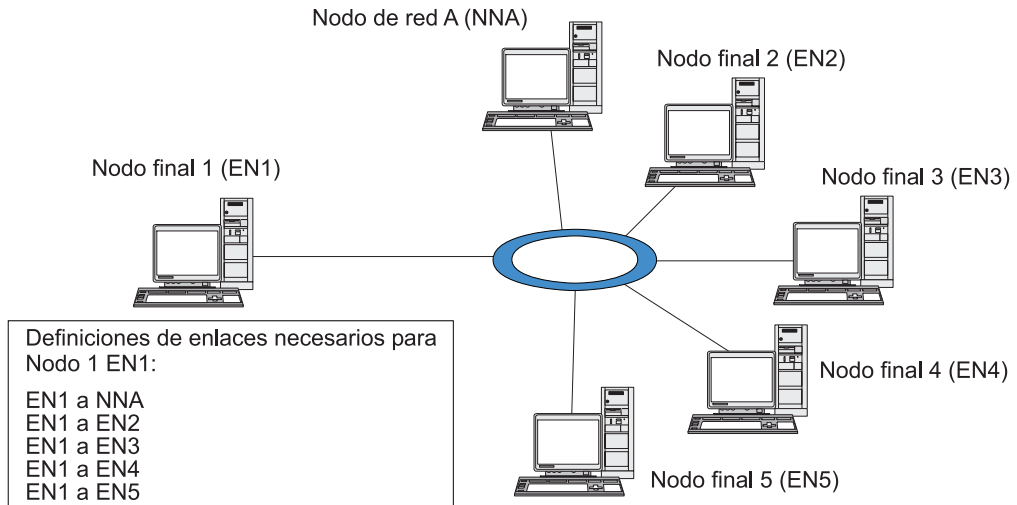 Nodo de red A (NNA)
Nodo final 2 (EN2)
Nodo final 1 (EN1)
Nodo final 3 (EN3)
Definiciones de enlaces necesarios para
Nodo 1 EN1:
EN1 a NNA
EN1 a EN2
EN1 a EN3
EN1 a EN4
EN1 a EN5
Nodo final 4 (EN4)
Nodo final 5 (EN5)